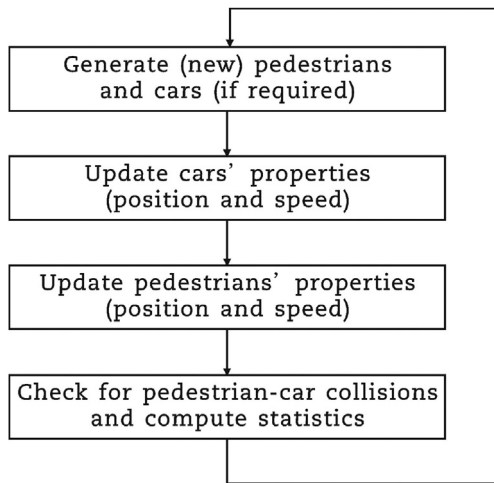 Generate (new) pedestrians
and cars (if required)
Update cars' properties
(position and speed)
Update pedestrians' properties
(position and speed)
Check for pedestrian-car collisions
and compute statistics